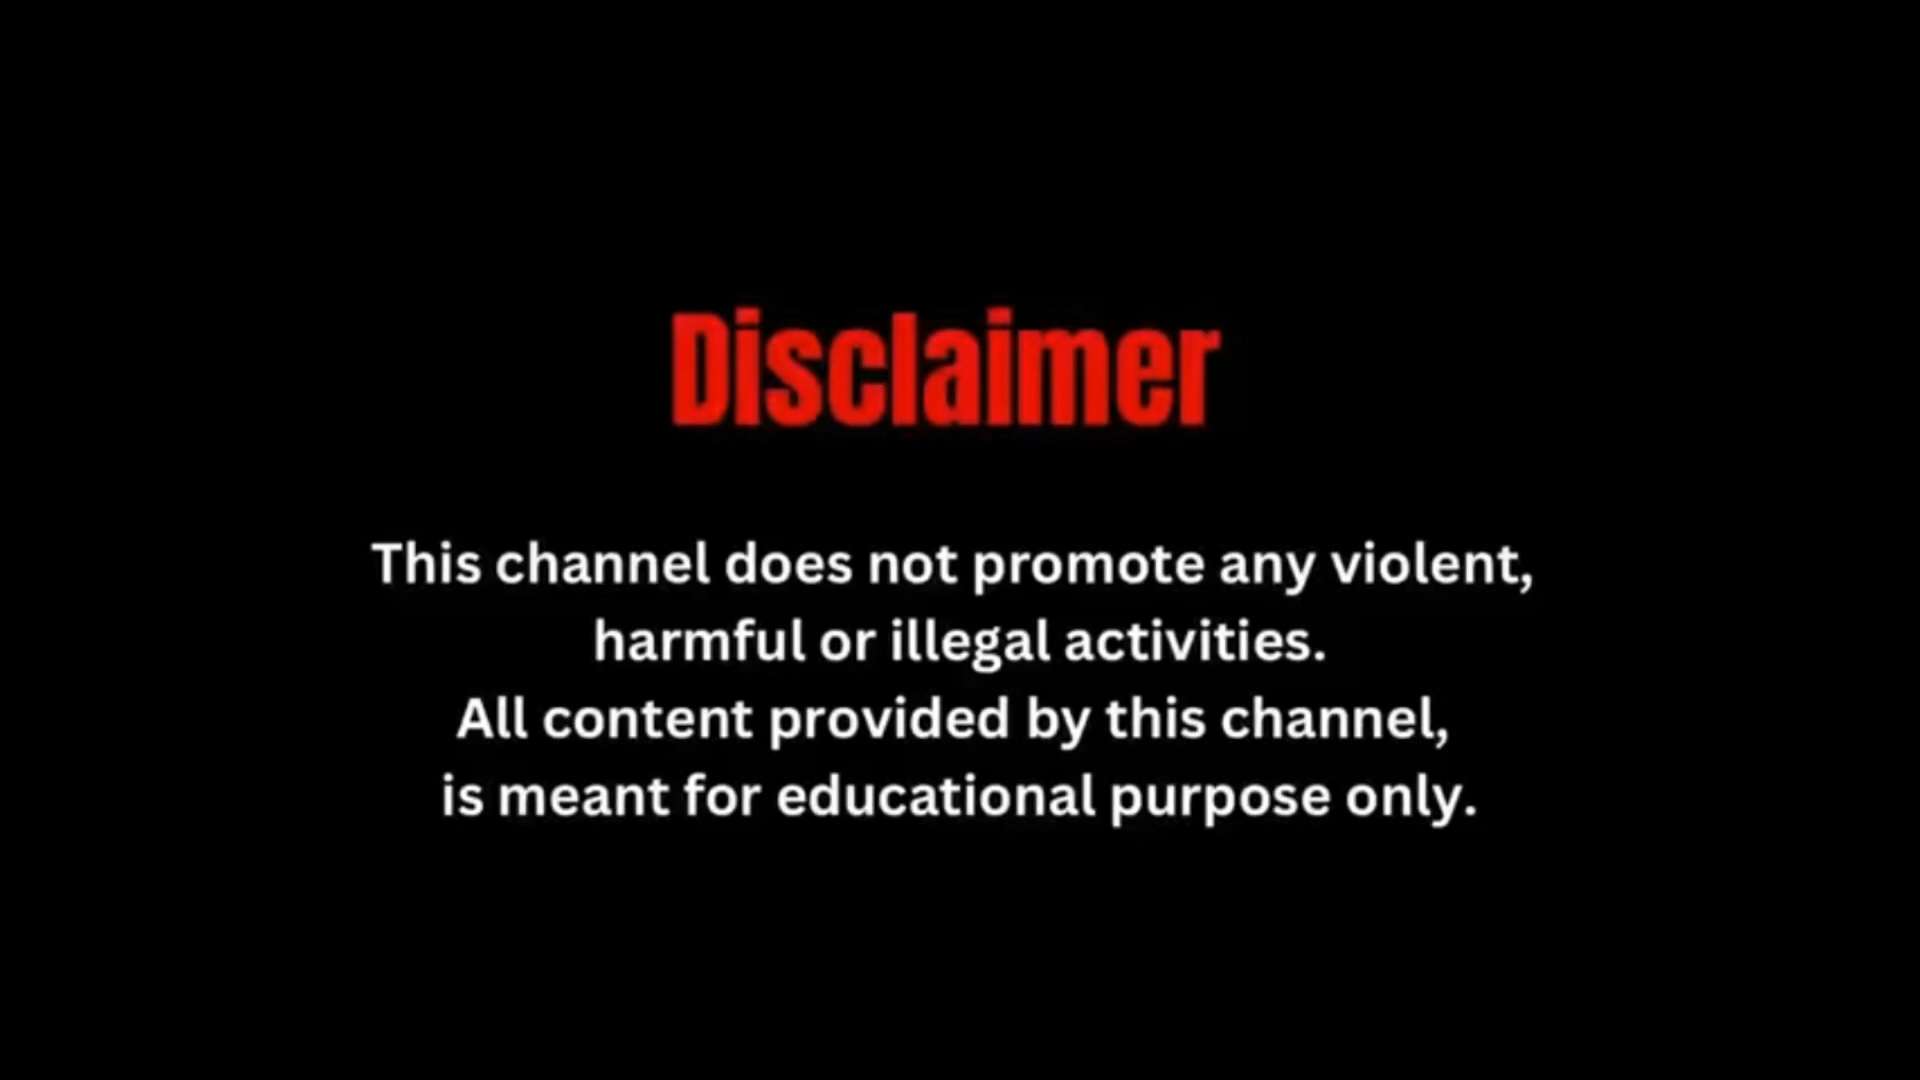 Disclaimer
This channel does not promote any violent,
harmful or illegal activities.
All content provided by this channel,
is meant for educational purpose only.